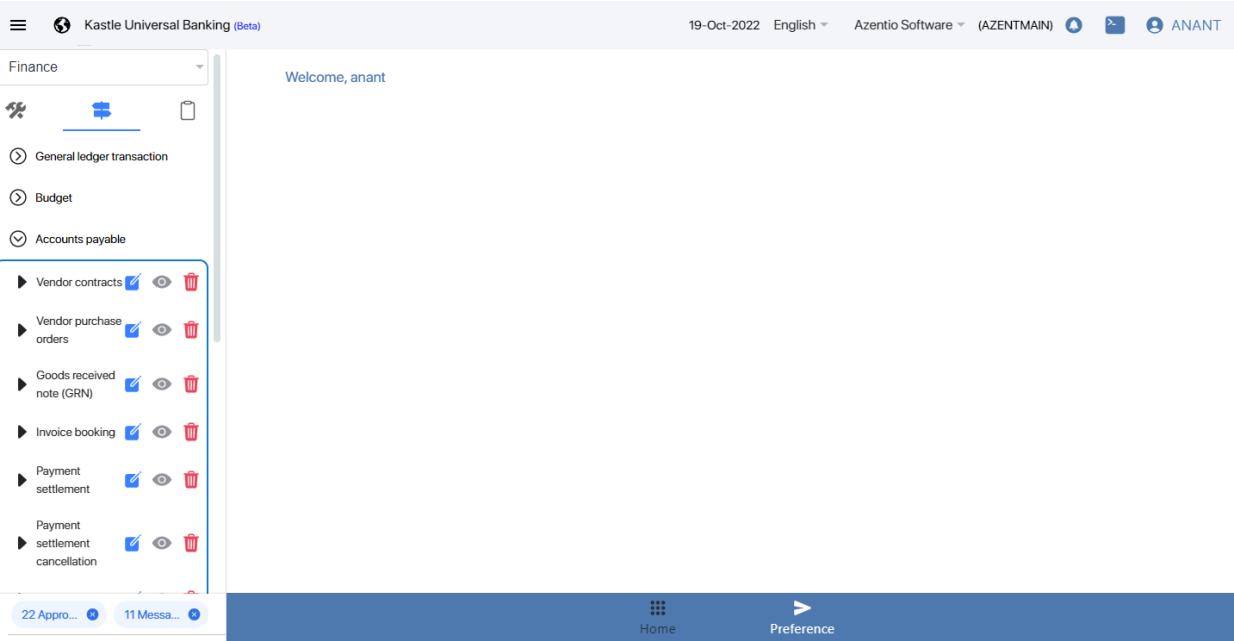 Kastle Universal Banking (Beta)
19-Oct-2022 English Azentio Software (AZENTMAIN) ANANT
Finance
Welcome, anant
General ledger transaction
Budget
Accounts payable
Vendor contracts
Vendor purchase
orders
Goods received
note (GRN)
Invoice booking
Payment
settlement
Payment
settlement
cancellation
22 Appro...
11 Messa...
Home
Preference